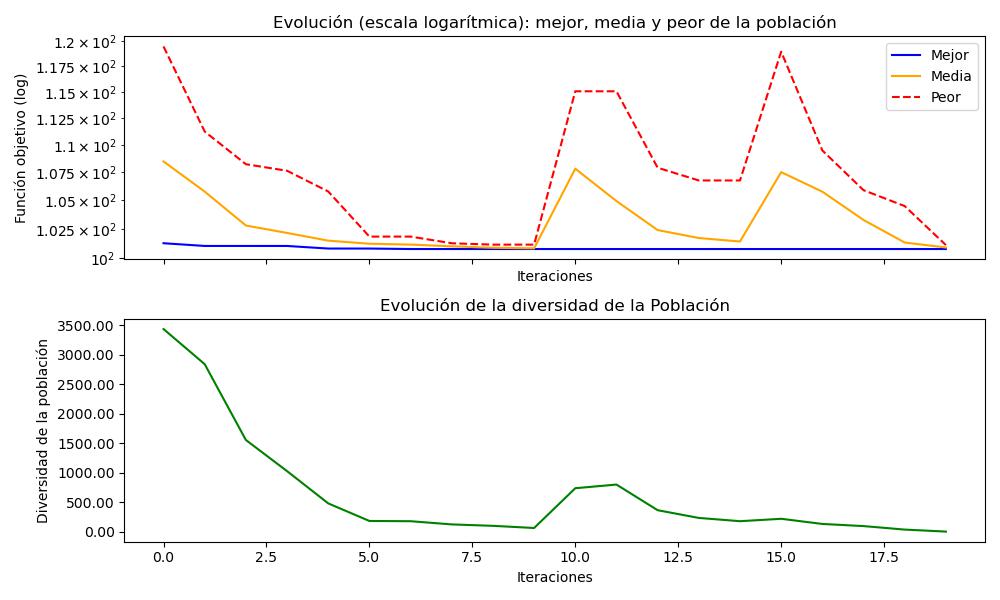 Evolución (escala logarítmica): mejor, media y peor de la población
Función objetivo (log)
1.2 × 10²
1.175 × 10²
1.15 × 10²
1.125 × 10²
1.1 × 10²
1.075 × 10²
1.05 × 10²
1.025 × 10²
10²
Mejor
Media
Peor
Iteraciones
Evolución de la diversidad de la Población
Diversidad de la población
3500.00
3000.00
2500.00
2000.00
1500.00
1000.00
500.00
0.00
0.0 2.5 5.0 7.5 10.0 12.5 15.0 17.5
Iteraciones